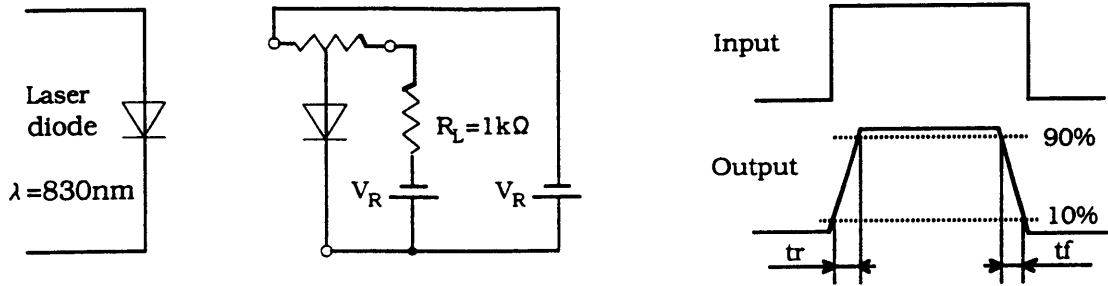 Laser
diode
λ=830nm
R_L=1kΩ
V_R
V_R
Input
Output
90%
10%
tr
tf